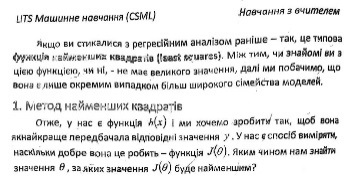 LITS Машинне навчання (CSML) Навчання з вчителем
Якщо ви стикалися з регресійним аналізом раніше – так, це типова
функція найменших квадратів (least squares). Між тим, чи знайомі ви з
цією функцією, чи ні, - не має великого значення, далі ми побачимо, що
вона є лише окремим випадком більш широкого сімейства моделей.
1. Метод найменших квадратів
Отже, у нас є функція h(x) і ми хочемо зробити так, щоб вона
якнайкраще передбачала відповідні значення y. У нас є спосіб виміряти,
наскільки добре вона це робить – функція J(θ). Яким чином нам знайти
значення θ, за яких значення J(θ) буде найменшим?